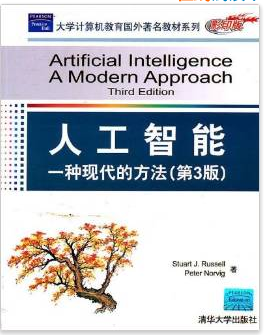 PEARSON
大学计算机教育国外著名教材系列
影印版
Artificial Intelligence
A Modern Approach
Third Edition
人工智能
一种现代的方法(第3版)
Stuart J. Russell
Peter Norvig
著
PEARSON
清华大学出版社